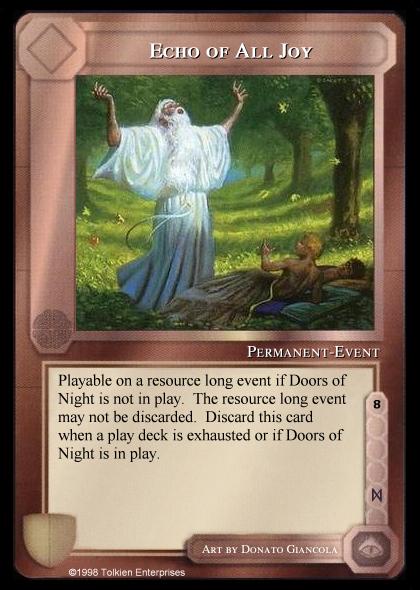 Echo of All Joy
DONATO
Permanent-Event
Playable on a resource long event if Doors of
Night is not in play. The resource long event
may not be discarded. Discard this card
when a play deck is exhausted or if Doors of
Night is in play.
8
ᛞ
Art by Donato Giancola
©1998 Tolkien Enterprises